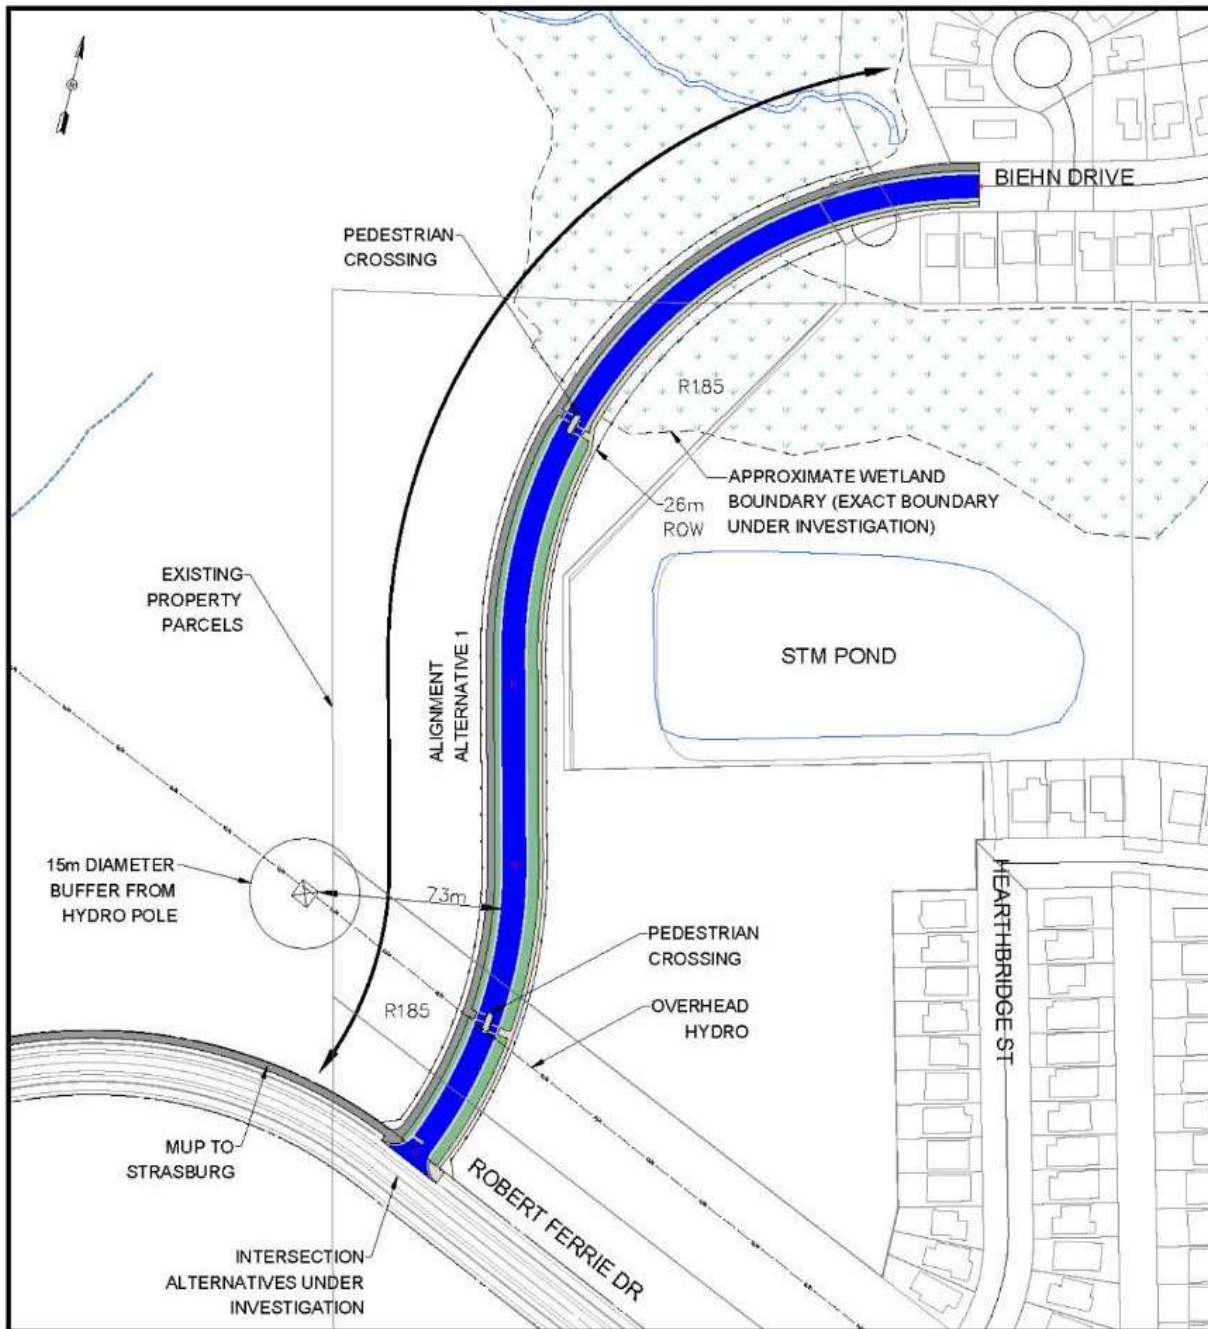 BIEHN DRIVE
PEDESTRIAN
CROSSING
R185
APPROXIMATE WETLAND
BOUNDARY (EXACT BOUNDARY
UNDER INVESTIGATION)
26m
ROW
EXISTING
PROPERTY
PARCELS
ALIGNMENT
ALTERNATIVE 1
STM POND
15m DIAMETER
BUFFER FROM
HYDRO POLE
73m
PEDESTRIAN
CROSSING
HEARTHBRIDGE ST
R185
OVERHEAD
HYDRO
MUP TO
STRASBURG
ROBERT FERRIE DR
INTERSECTION
ALTERNATIVES UNDER
INVESTIGATION